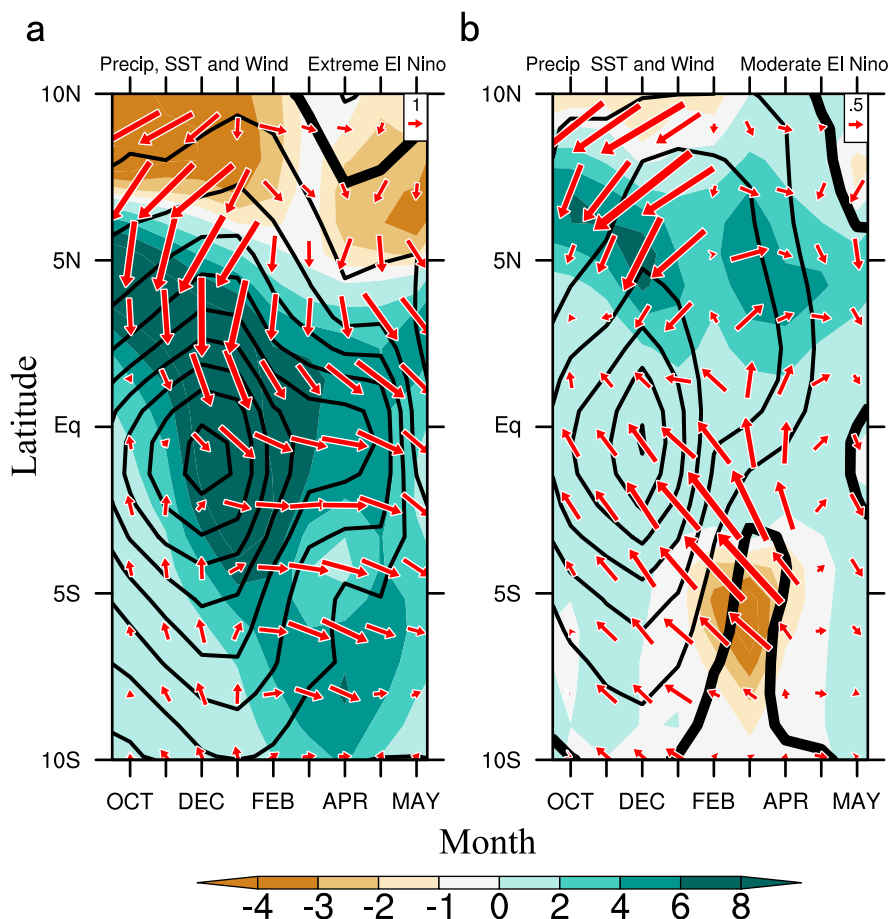 a
b
Precip, SST and Wind Extreme El Nino
Precip SST and Wind Moderate El Nino
10N
1
10N
.5
5N
5N
Latitude
Eq
Eq
5S
5S
10S
10S
OCT DEC FEB APR MAY
OCT DEC FEB APR MAY
Month
-4 -3 -2 -1 0 2 4 6 8